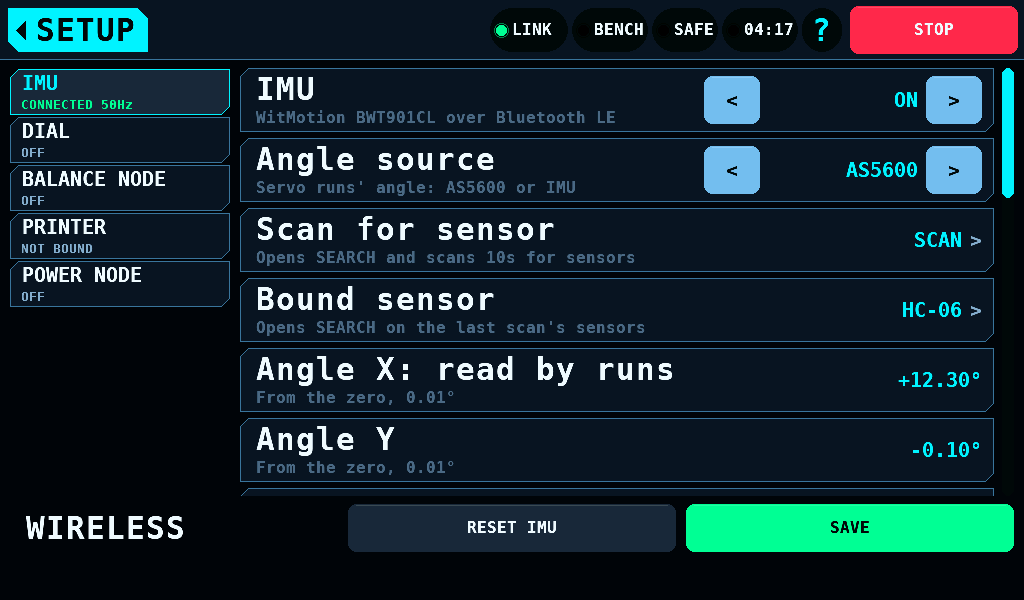 SETUP
LINK
BENCH
SAFE
04:17
?
STOP
IMU
CONNECTED 50Hz
DIAL
OFF
BALANCE NODE
OFF
PRINTER
NOT BOUND
POWER NODE
OFF
IMU
WitMotion BWT901CL over Bluetooth LE
< ON >
Angle source
Servo runs' angle: AS5600 or IMU
< AS5600 >
Scan for sensor
Opens SEARCH and scans 10s for sensors
SCAN >
Bound sensor
Opens SEARCH on the last scan's sensors
HC-06 >
Angle X: read by runs
From the zero, 0.01°
+12.30°
Angle Y
From the zero, 0.01°
-0.10°
WIRELESS
RESET IMU
SAVE